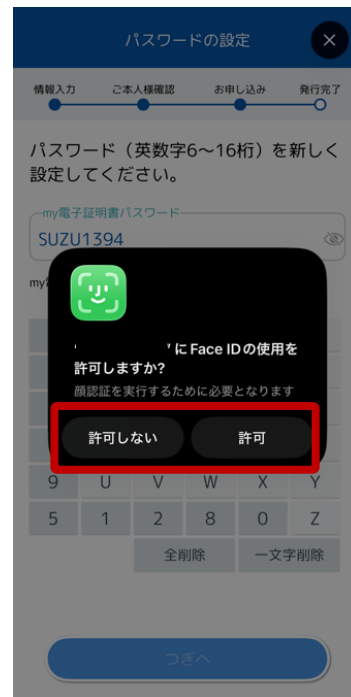 パスワードの設定
情報入力 ご本人様確認 お申し込み 発行完了
パスワード（英数字6～16桁）を新しく
設定してください。
my電子証明書パスワード
SUZU1394
my
" に Face ID の使用を
許可しますか?
顔認証を実行するために必要となります
許可しない 許可
9 U V W X Y
5 1 2 8 0 Z
全削除 一文字削除
つぎへ